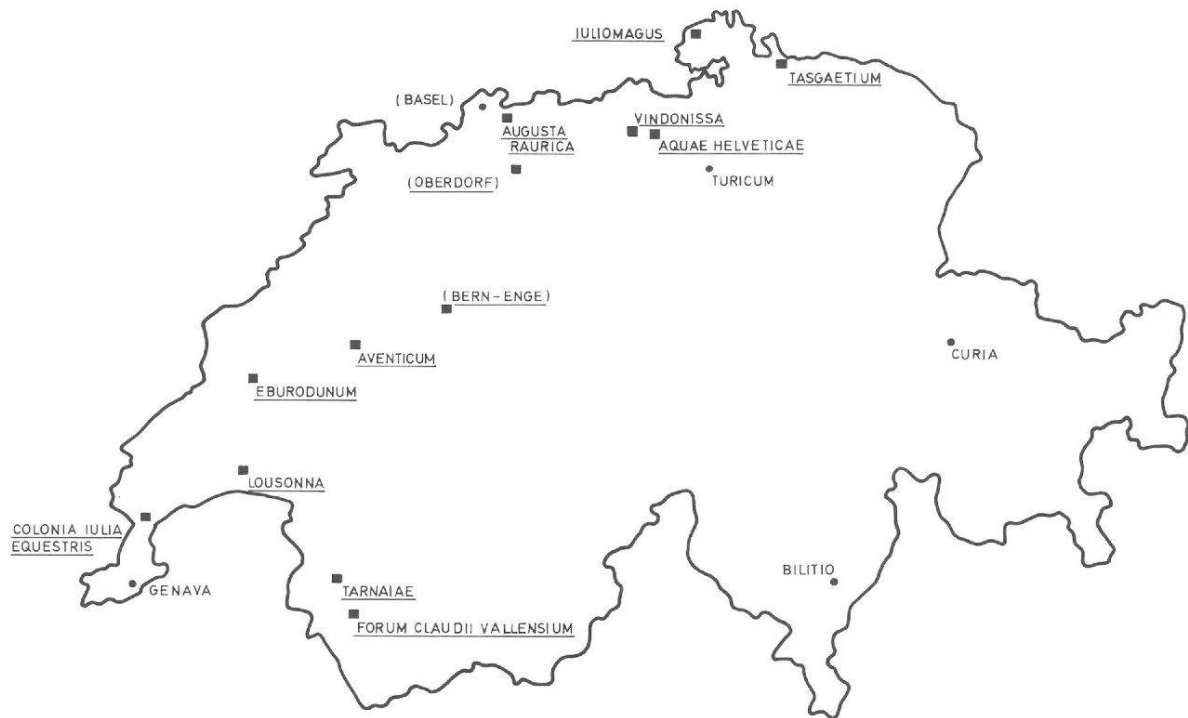 IULIOMAGUS
TASGAETIUM
(BASEL)
AUGUSTA
RAURICA
VINDONISSA
AQUAE HELVETICAE
(OBERDORF)
TURICUM
(BERN-ENGE)
AVENTICUM
CURIA
EBURODUNUM
LOUSONNA
COLONIA IULIA
EQUESTRIS
GENAVA
TARNAIAE
BILITIO
FORUM CLAUDII VALLENSIUM